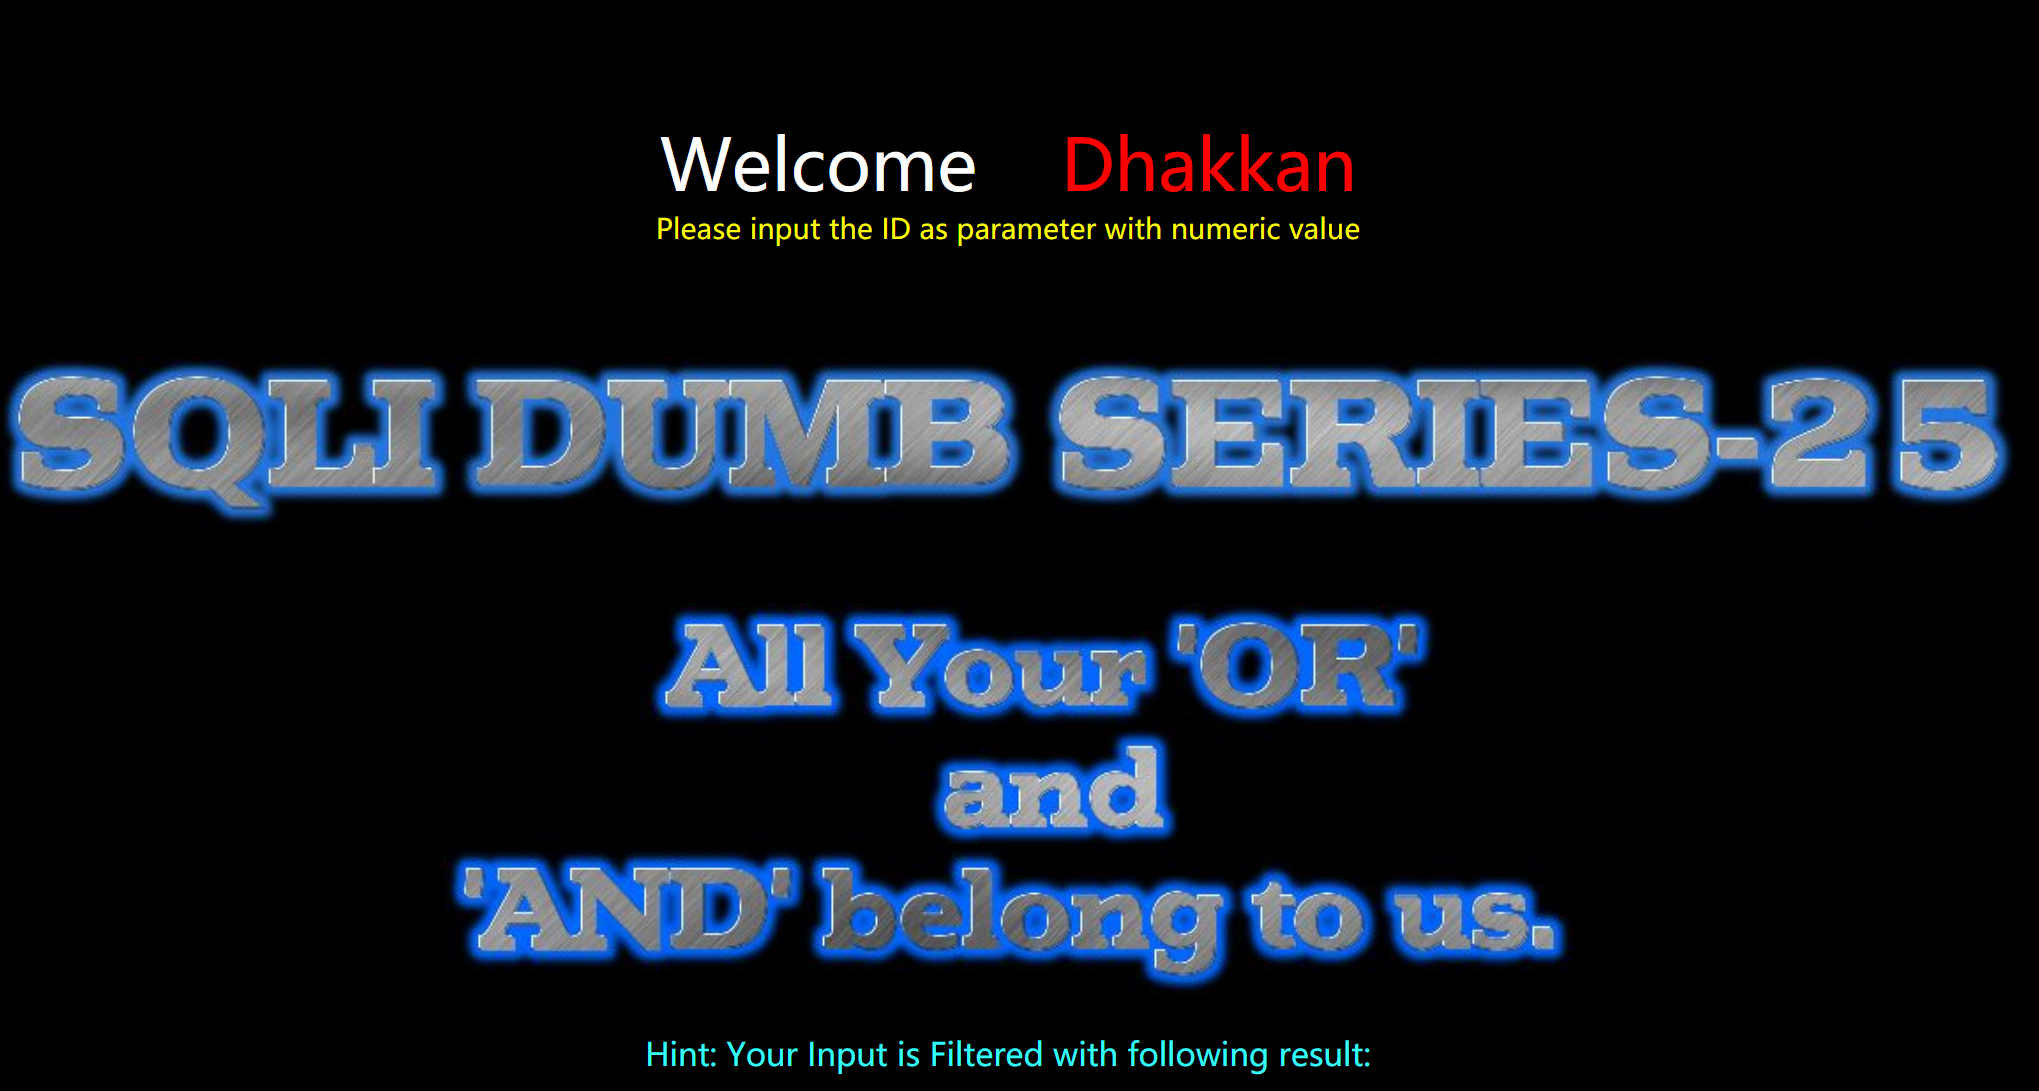 Welcome Dhakkan
Please input the ID as parameter with numeric value
SQLI DUMB SERIES-25
All Your 'OR'
and
'AND' belong to us.
Hint: Your Input is Filtered with following result: